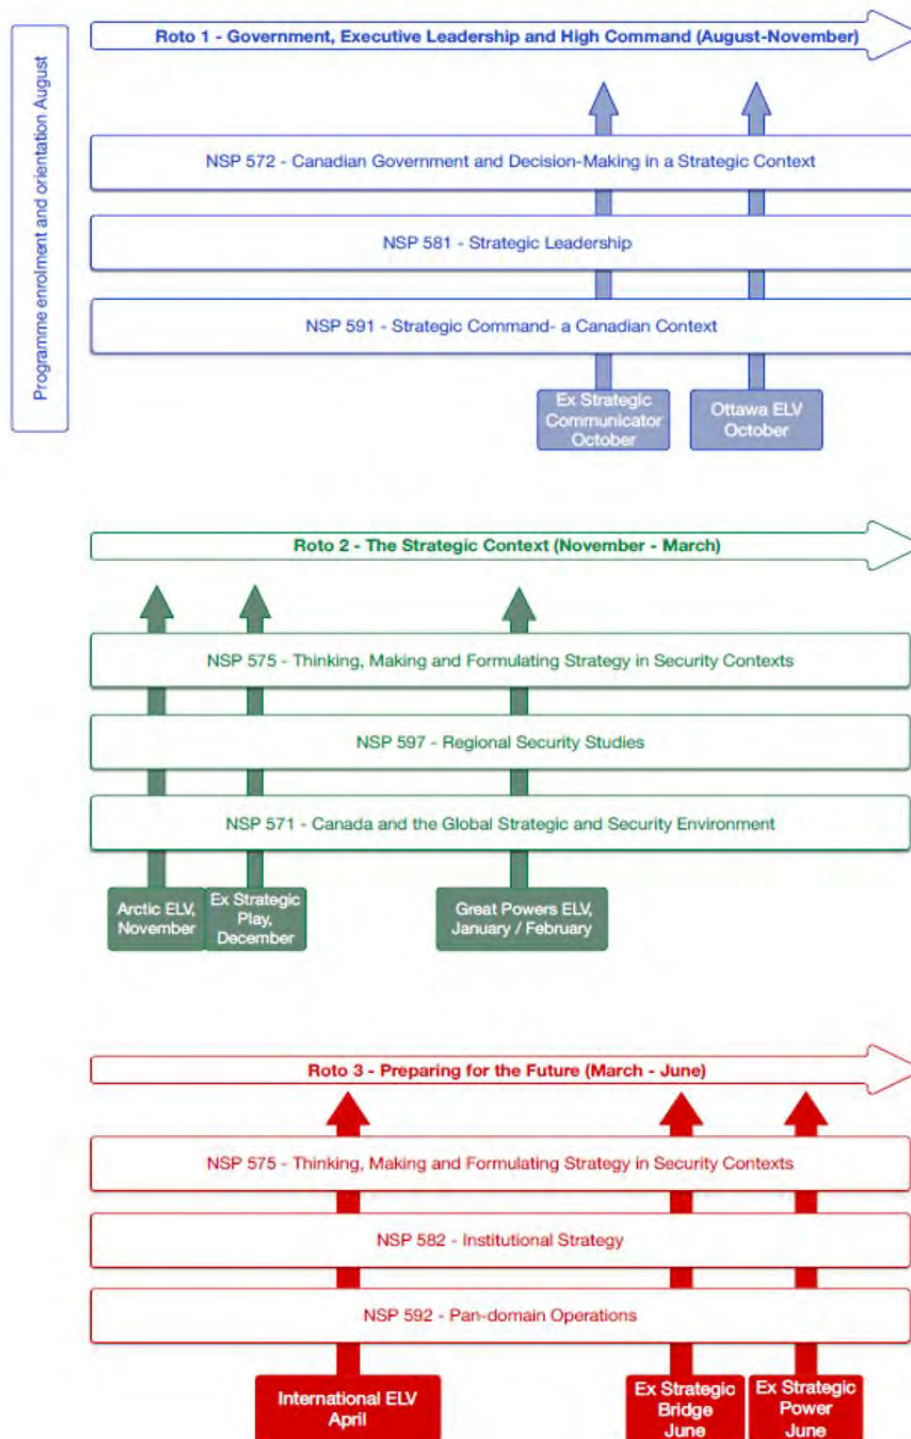 Programme enrolment and orientation August
Roto 1 - Government, Executive Leadership and High Command (August-November)
NSP 572 - Canadian Government and Decision-Making in a Strategic Context
NSP 581 - Strategic Leadership
NSP 591 - Strategic Command- a Canadian Context
Ex Strategic
Communicator
October
Ottawa ELV
October
Roto 2 - The Strategic Context (November - March)
NSP 575 - Thinking, Making and Formulating Strategy in Security Contexts
NSP 597 - Regional Security Studies
NSP 571 - Canada and the Global Strategic and Security Environment
Arctic ELV,
November
Ex Strategic
Play,
December
Great Powers ELV,
January / February
Roto 3 - Preparing for the Future (March - June)
NSP 575 - Thinking, Making and Formulating Strategy in Security Contexts
NSP 582 - Institutional Strategy
NSP 592 - Pan-domain Operations
International ELV
April
Ex Strategic
Bridge
June
Ex Strategic
Power
June